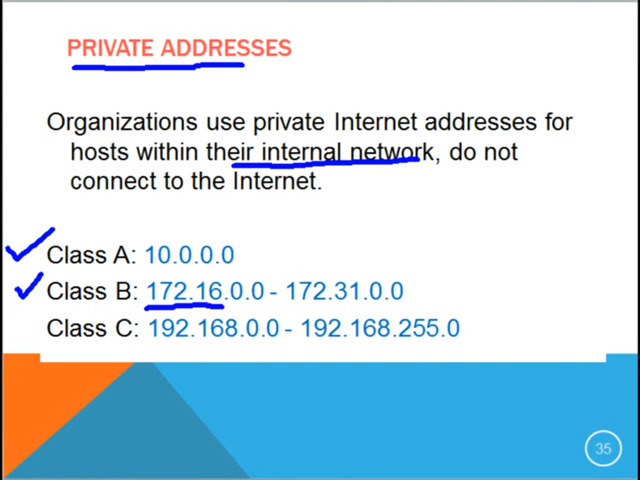 PRIVATE ADDRESSES
Organizations use private Internet addresses for
hosts within their internal network, do not
connect to the Internet.
Class A: 10.0.0.0
Class B: 172.16.0.0 - 172.31.0.0
Class C: 192.168.0.0 - 192.168.255.0
35